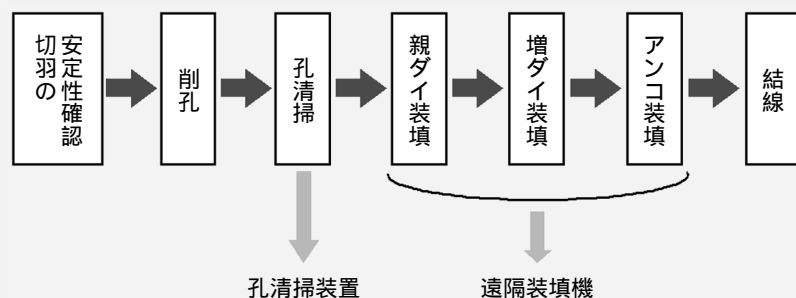 切羽の
安定性確認
削孔
孔清掃
親ダイ装填
増ダイ装填
アンコ装填
結線
孔清掃装置
遠隔装填機